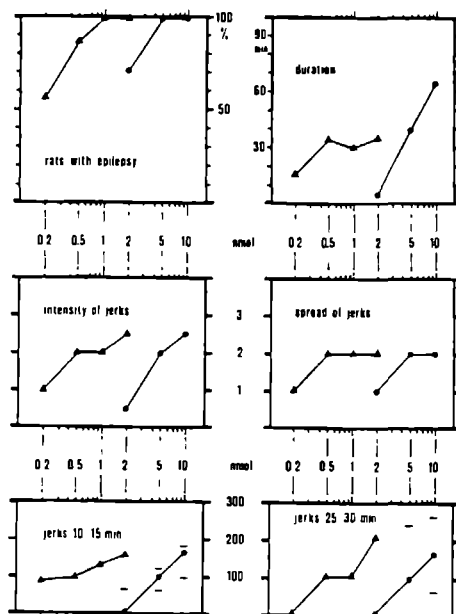 100
%
50
rats with epilepsy
90
min
60
30
duration
0.2 0.5 1 2 5 10 nmol 0.2 0.5 1 2 5 10
intensity of jerks
3
2
1
spread of jerks
0.2 0.5 1 2 5 10 nmol 0.2 0.5 1 2 5 10
jerks 10-15 min
300
200
100
jerks 25-30 min